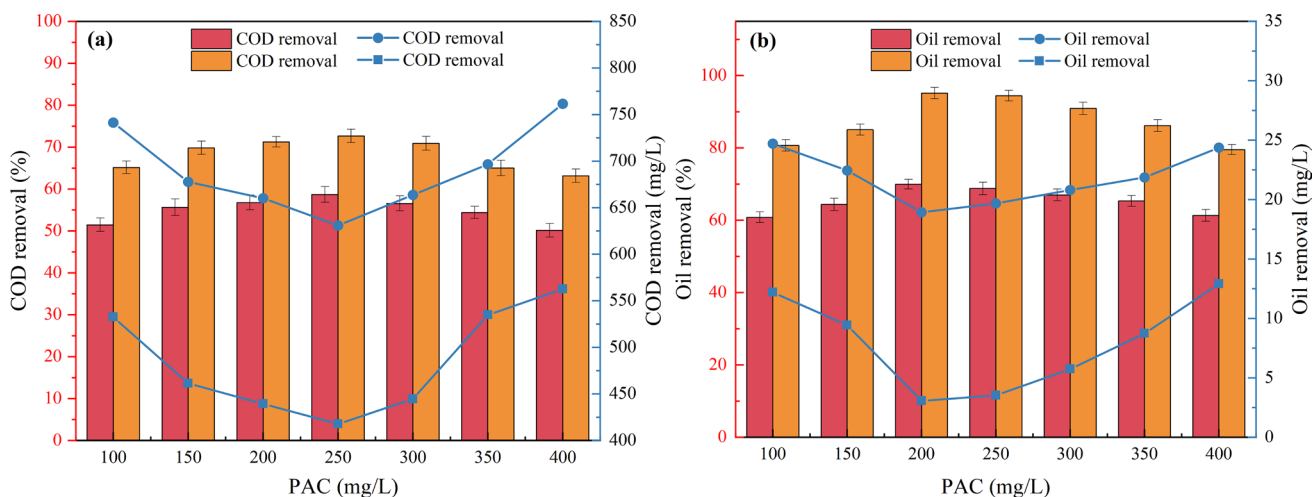 (a)
COD removal COD removal
COD removal COD removal
100
90
80
70
60
50
40
30
20
10
0
COD removal (%)
850
800
750
700
650
600
550
500
450
400
COD removal (mg/L)
100 150 200 250 300 350 400
PAC (mg/L)
(b)
Oil removal Oil removal
Oil removal Oil removal
100
80
60
40
20
0
Oil removal (%)
35
30
25
20
15
10
5
0
Oil removal (mg/L)
100 150 200 250 300 350 400
PAC (mg/L)